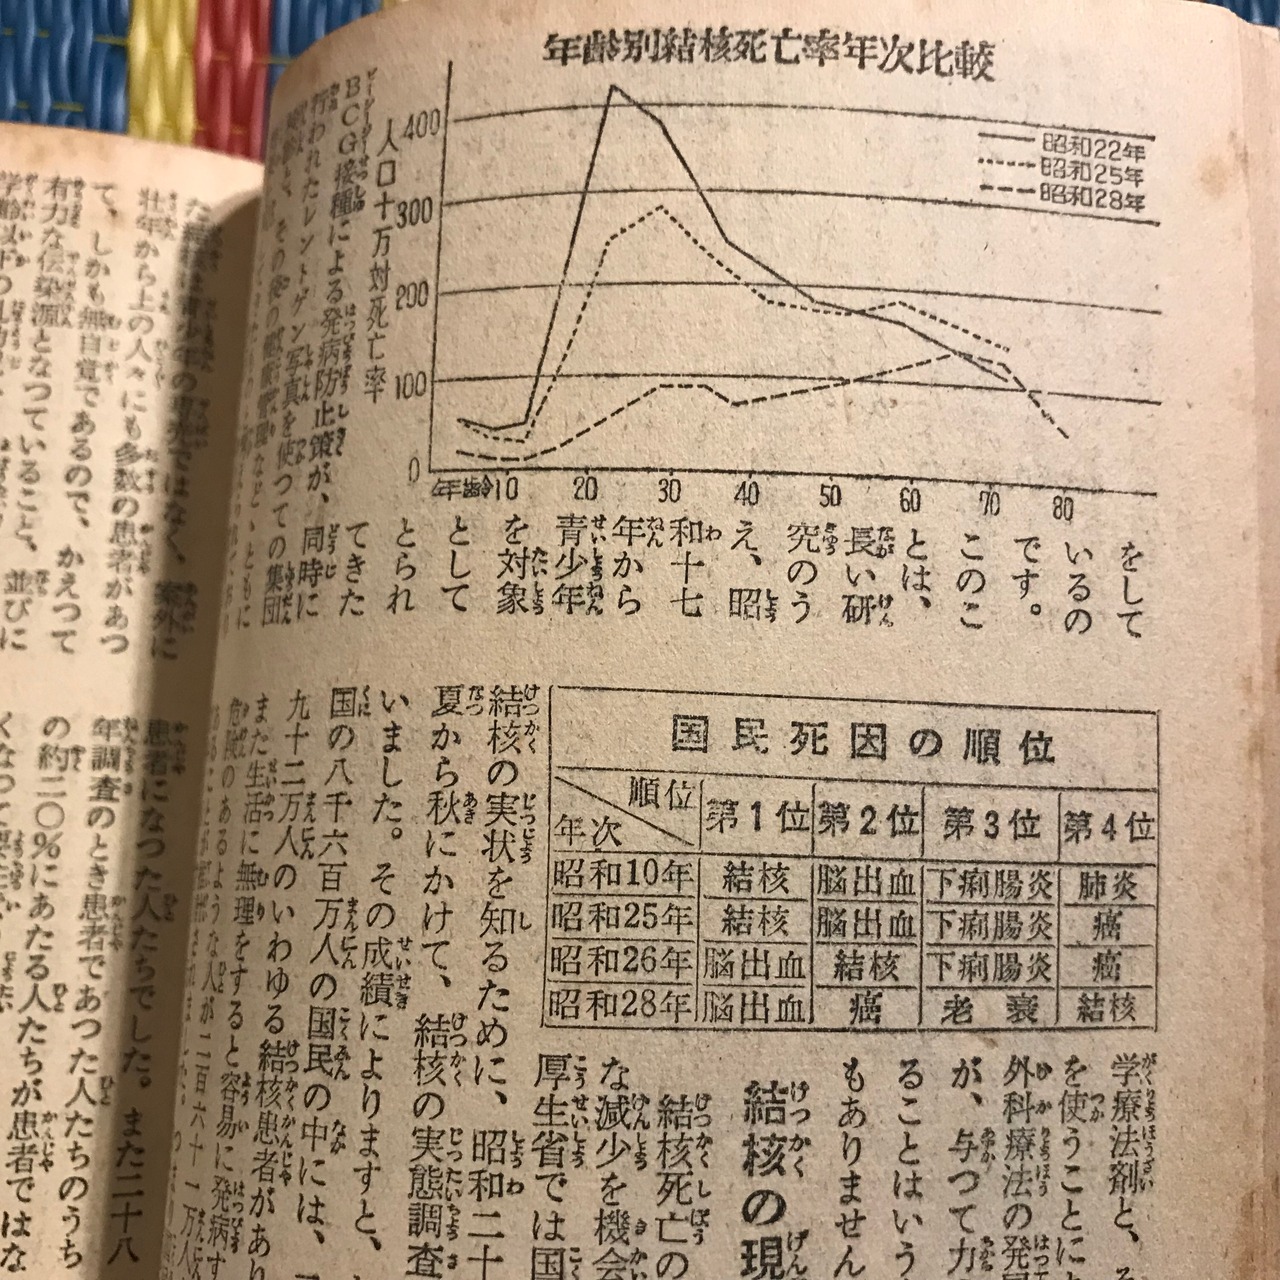 年齢別結核死亡率年次比較
人口十万対死亡率
400
300
200
100
0
昭和22年
昭和25年
昭和28年
年齢 10 20 30 40 50 60 70 80
をして
いるの
です。
このこ
とは、
長い研
究のう
え、昭
和十七
年から
青少年
を対象
として
とられ
てきた
BCG接種による発病防止策が、同時に
行われたレントゲン写真を使つての集団
国民死因の順位
順位 年次 第1位 第2位 第3位 第4位
昭和10年 結核 脳出血 下痢腸炎 肺炎
昭和25年 結核 脳出血 下痢腸炎 癌
昭和26年 脳出血 結核 下痢腸炎 癌
昭和28年 脳出血 癌 老衰 結核
学療法剤と、
を使うことに
外科療法の発
が、与つて力
ることはいう
もありません
結核の現
結核死亡の
な減少を機会
厚生省では国
結核の実状を知るために、昭和二十
夏から秋にかけて、結核の実態調査
いました。その成績によりますと、
国の八千六百万人の国民の中には、
九十二万人のいわゆる結核患者があり
また生活に無理をすると容易に発病す
危険のあるような人が二百六十一万人
壮年から上の人々にも多数の患者があつ
て、しかも無自覚であるので、かえつて
有力な伝染源となつていること、並びに
患者になつた人たちでした。また二十八
年調査のとき患者であつた人たちのうち
の約二〇%にあたる人たちが患者ではな